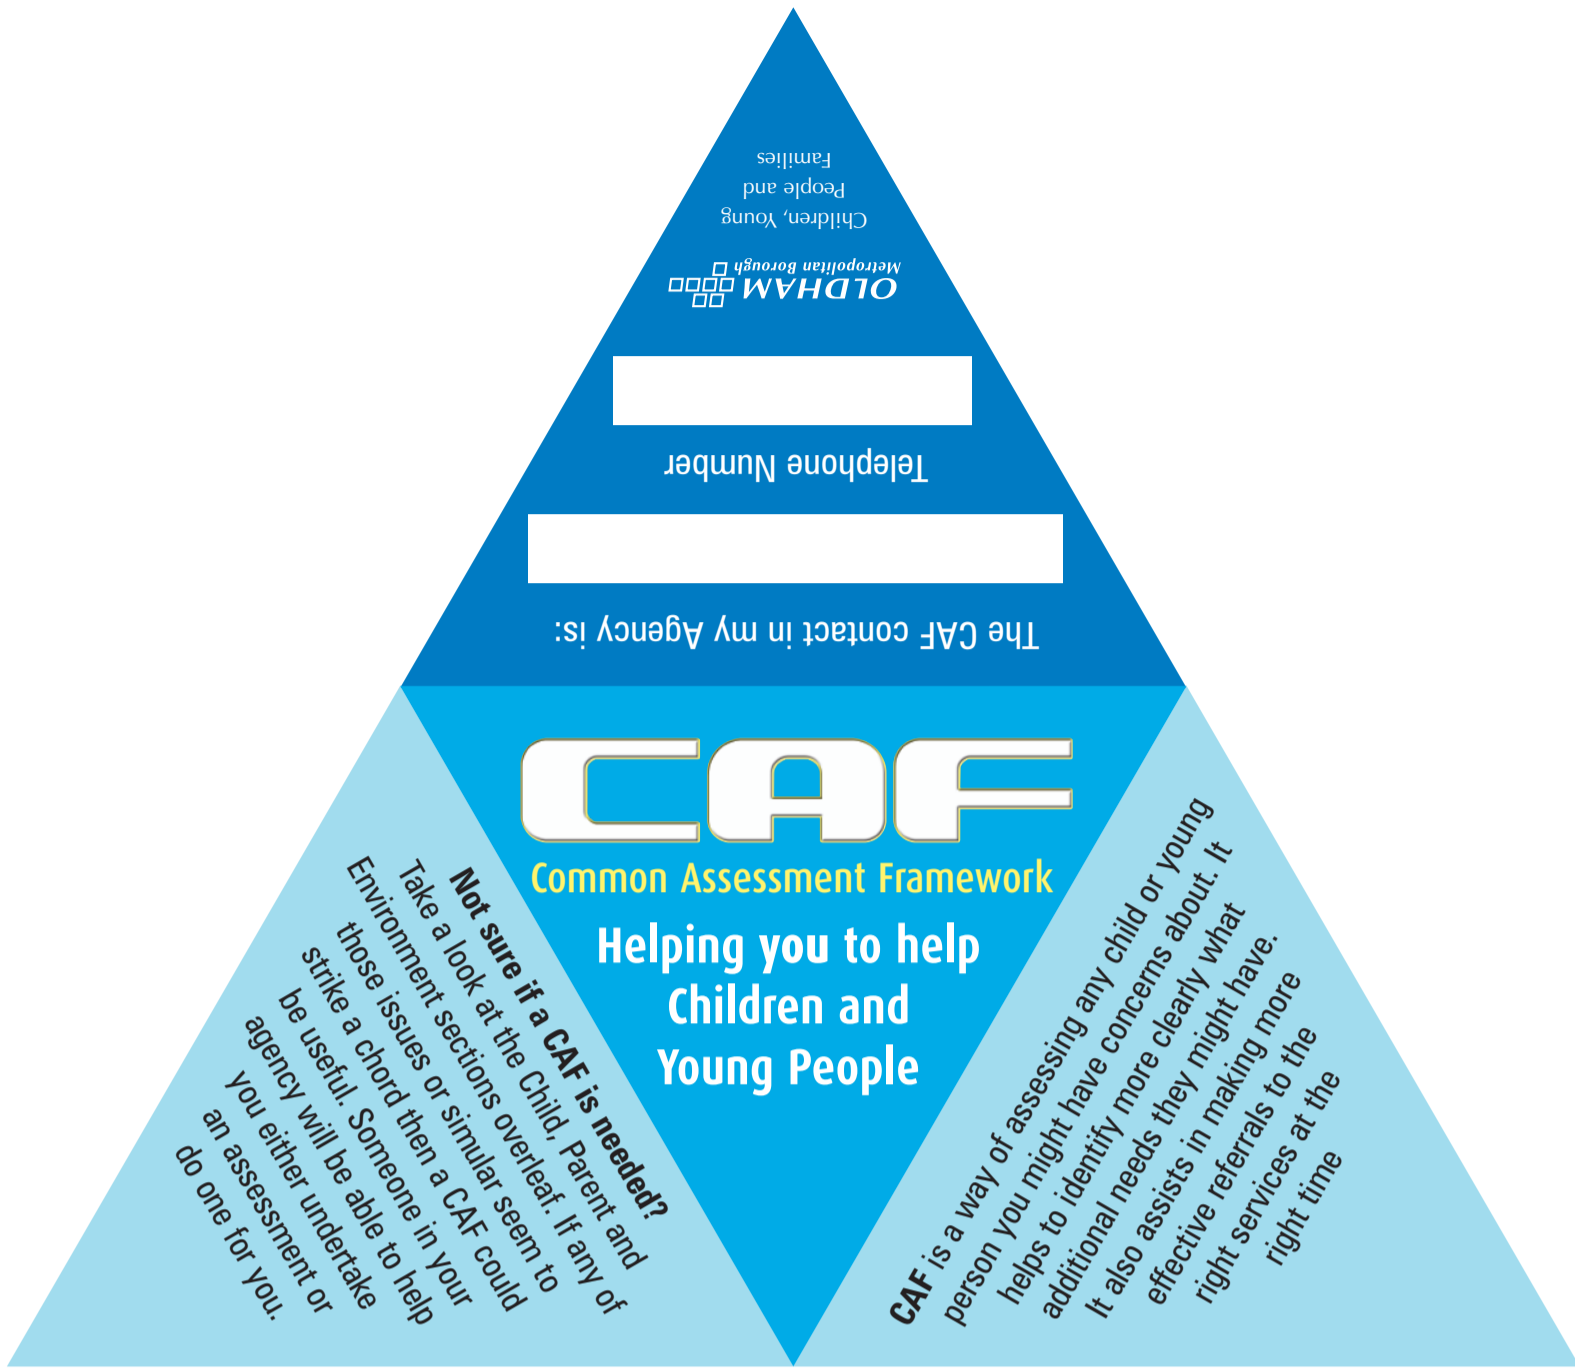 CAF
Common Assessment Framework
Helping you to help
Children and
Young People
The CAF contact in my Agency is:
Telephone Number
OLDHAM
Metropolitan Borough
Children, Young
People and
Families
Not sure if a CAF is needed?
Take a look at the Child, Parent and
Environment sections overleaf. If any of
those issues or simular seem to
strike a chord then a CAF could
be useful. Someone in your
agency will be able to help
you either undertake
an assessment or
do one for you.
CAF is a way of assessing any child or young
person you might have concerns about. It
helps to identify more clearly what
additional needs they might have.
It also assists in making more
effective referrals to the
right services at the
right time